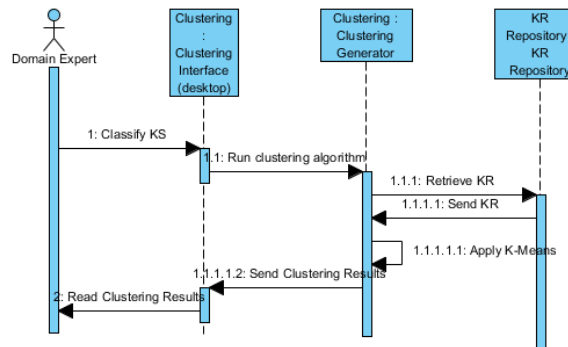 Clustering
:
Clustering
Interface
(desktop)
Clustering :
Clustering
Generator
KR
Repository :
KR
Repository
Domain Expert
1: Classify KS
1.1: Run clustering algorithm
1.1.1: Retrieve KR
1.1.1.1: Send KR
1.1.1.1.1: Apply K-Means
1.1.1.1.2: Send Clustering Results
2: Read Clustering Results